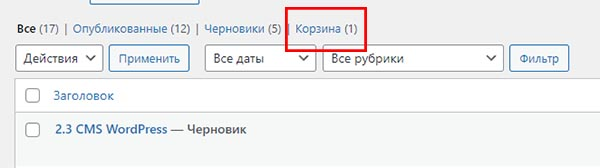 Все (17) | Опубликованные (12) | Черновики (5) | Корзина (1)
Действия Применить Все даты Все рубрики Фильтр
Заголовок
2.3 CMS WordPress — Черновик